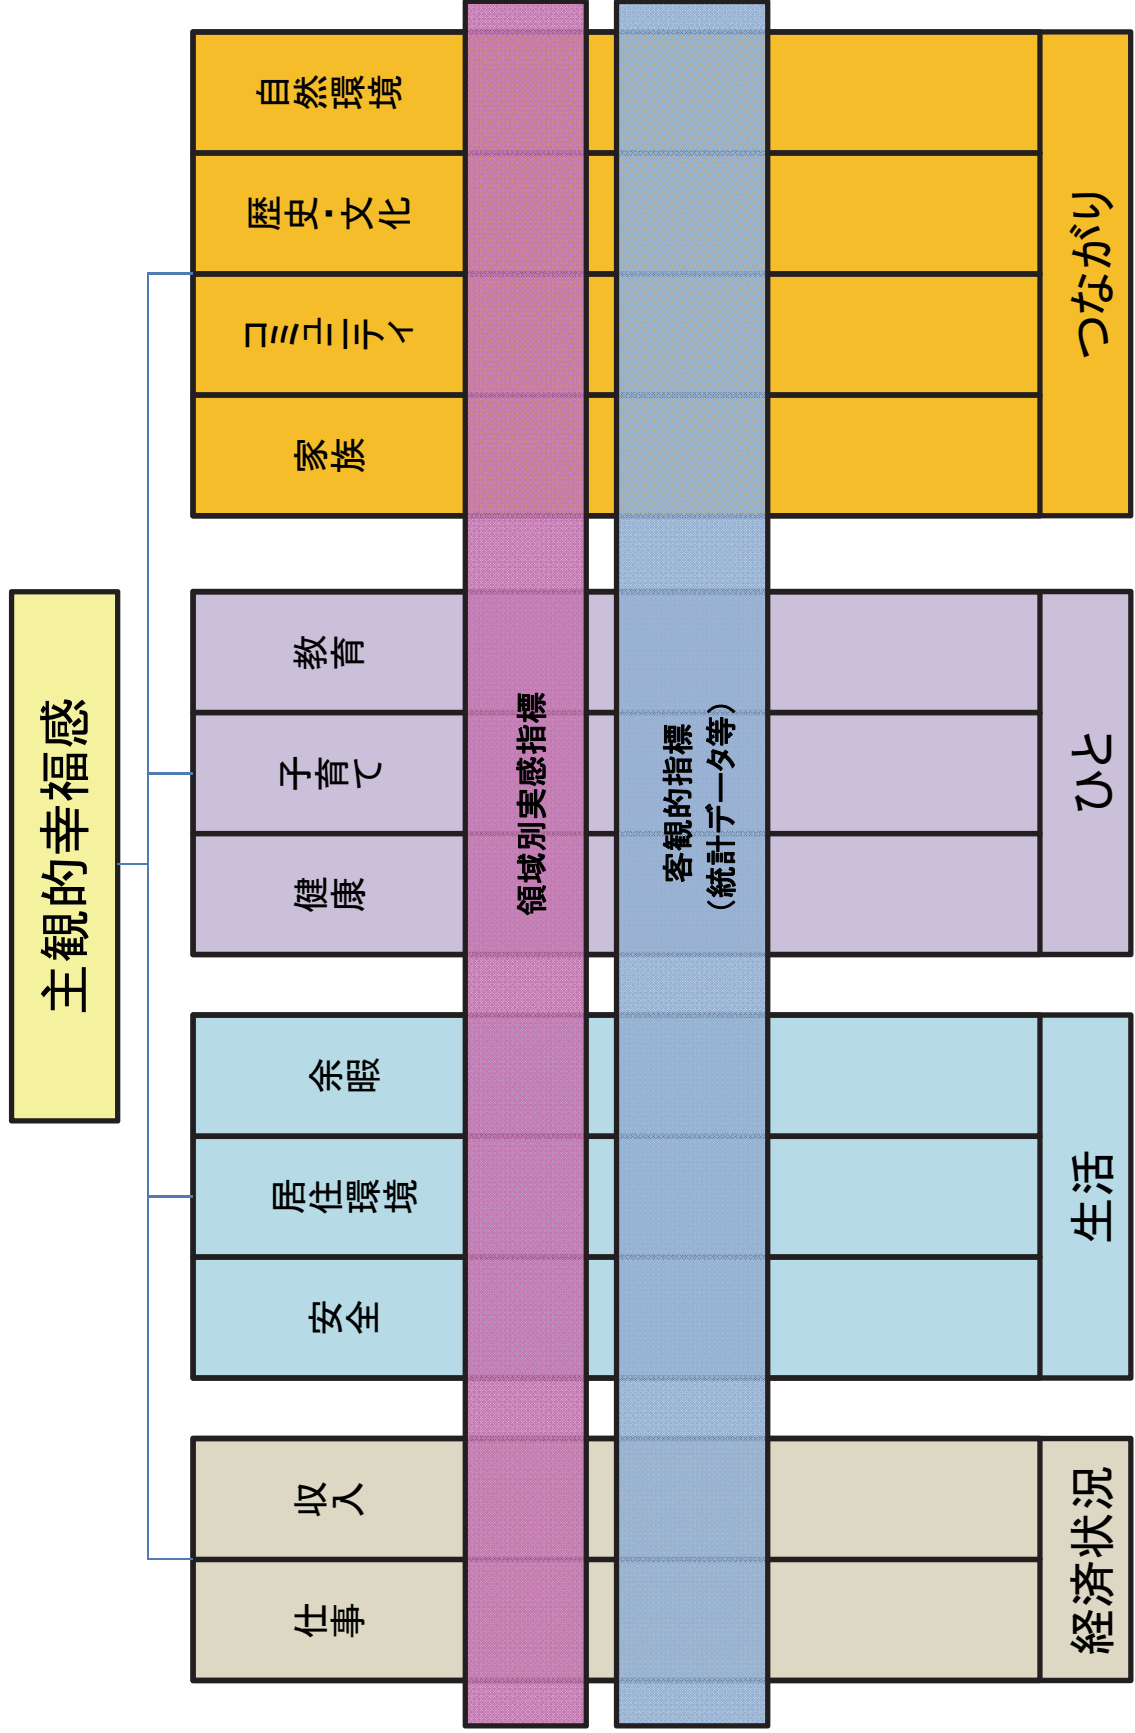 主観的幸福感
仕事
収入
安全
居住環境
余暇
健康
子育て
教育
家族
コミュニティ
歴史・文化
自然環境
領域別実感指標
客観的指標
（統計データ等）
経済状況
生活
ひと
つながり